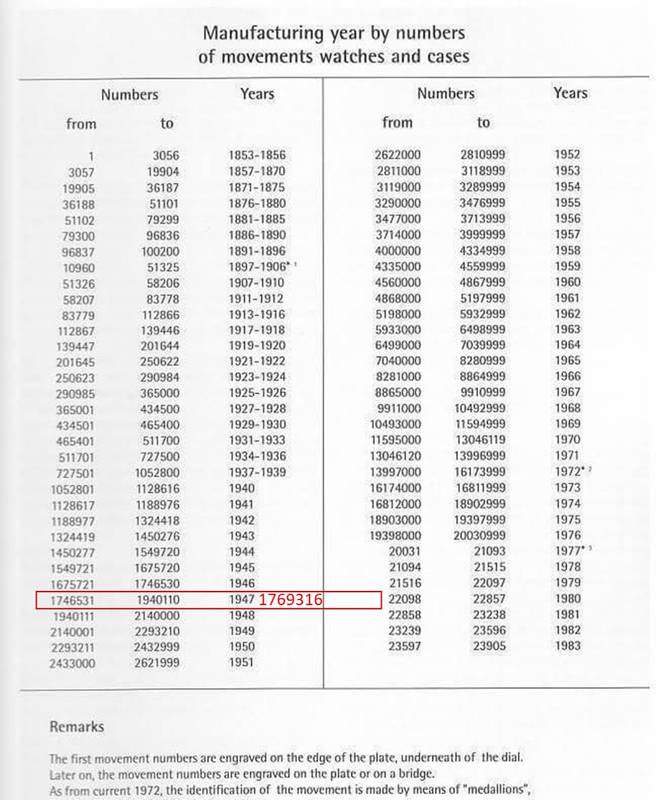 Manufacturing year by numbers
of movements watches and cases
Numbers Years Numbers Years
from to from to
1 3056 1853-1856 2622000 2810999 1952
3057 19904 1857-1870 2811000 3118999 1953
19905 36187 1871-1875 3119000 3289999 1954
36188 51101 1876-1880 3290000 3476999 1955
51102 79299 1881-1885 3477000 3713999 1956
79300 96836 1886-1890 3714000 3999999 1957
96837 100200 1891-1896 4000000 4334999 1958
10960 51325 1897-1906* ¹ 4335000 4559999 1959
51326 58206 1907-1910 4560000 4867999 1960
58207 83778 1911-1912 4868000 5197999 1961
83779 112866 1913-1916 5198000 5932999 1962
112867 139446 1917-1918 5933000 6498999 1963
139447 201644 1919-1920 6499000 7039999 1964
201645 250622 1921-1922 7040000 8280999 1965
250623 290984 1923-1924 8281000 8864999 1966
290985 365000 1925-1926 8865000 9910999 1967
365001 434500 1927-1928 9911000 10492999 1968
434501 465400 1929-1930 10493000 11594999 1969
465401 511700 1931-1933 11595000 13046119 1970
511701 727500 1934-1936 13046120 13996999 1971
727501 1052800 1937-1939 13997000 16173999 1972* ²
1052801 1128616 1940 16174000 16811999 1973
1128617 1188976 1941 16812000 18902999 1974
1188977 1324418 1942 18903000 19397999 1975
1324419 1450276 1943 19398000 20030999 1976
1450277 1549720 1944 20031 21093 1977* ³
1549721 1675720 1945 21094 21515 1978
1675721 1746530 1946 21516 22097 1979
1746531 1940110 1947 1769316 22098 22857 1980
1940111 2140000 1948 22858 23238 1981
2140001 2293210 1949 23239 23596 1982
2293211 2432999 1950 23597 23905 1983
2433000 2621999 1951
Remarks
The first movement numbers are engraved on the edge of the plate, underneath of the dial.
Later on, the movement numbers are engraved on the plate or on a bridge.
As from current 1972, the identification of the movement is made by means of "medallions",